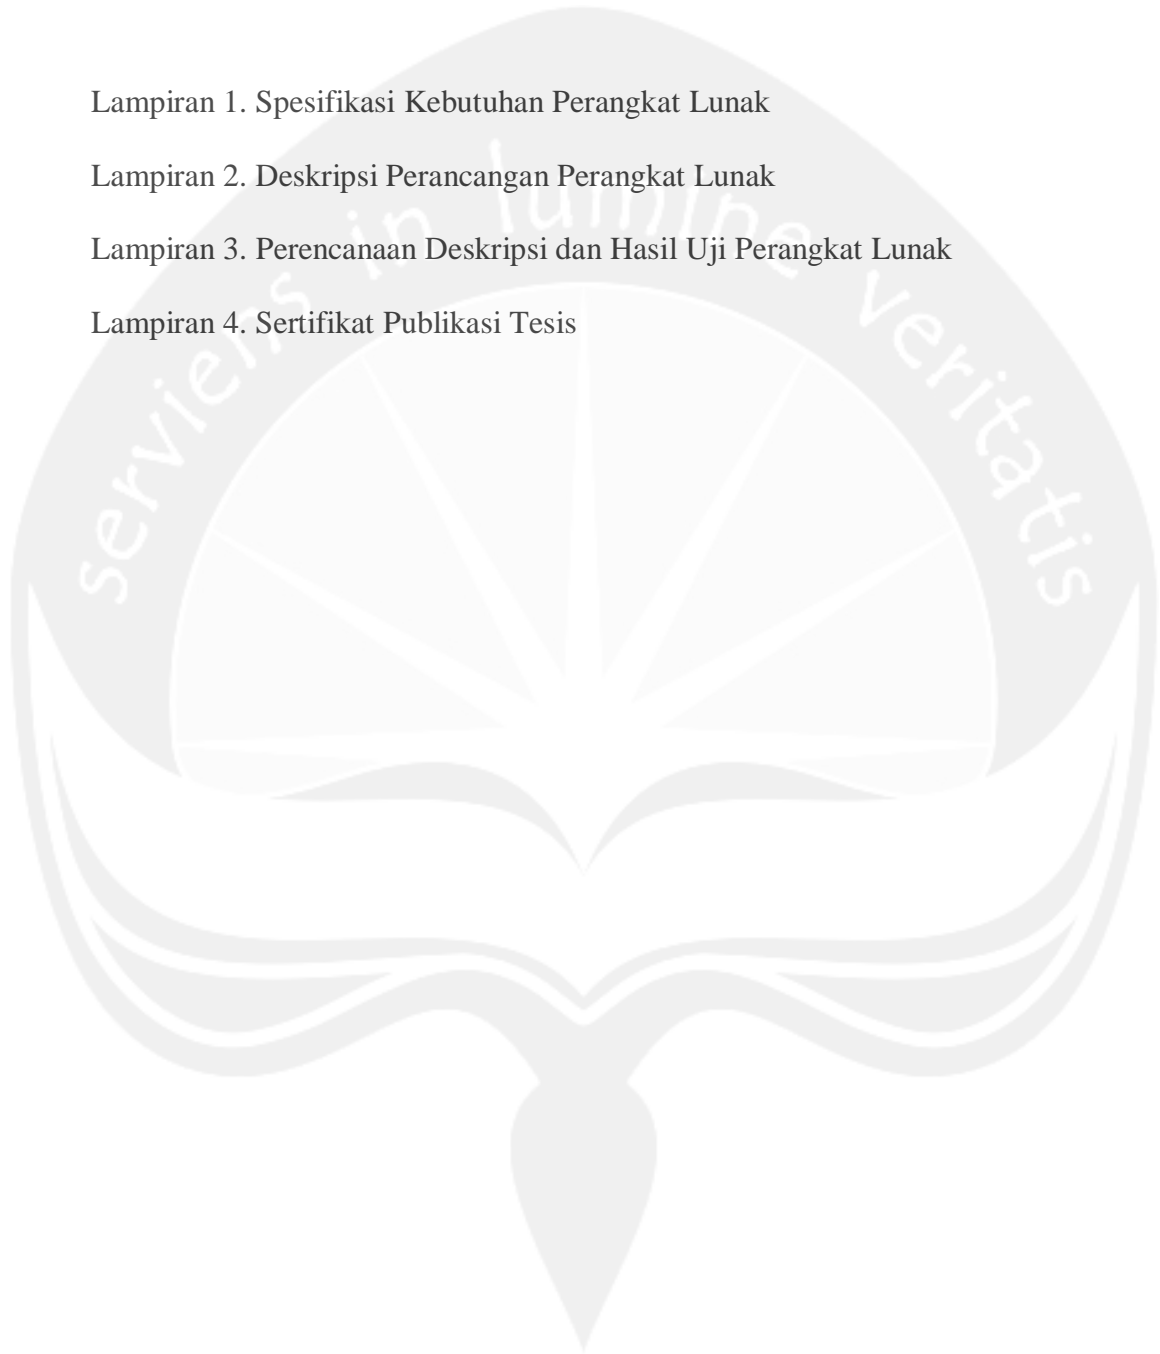 Lampiran 1. Spesifikasi Kebutuhan Perangkat Lunak
Lampiran 2. Deskripsi Perancangan Perangkat Lunak
Lampiran 3. Perencanaan Deskripsi dan Hasil Uji Perangkat Lunak
Lampiran 4. Sertifikat Publikasi Tesis
serviens in lumine veritatis